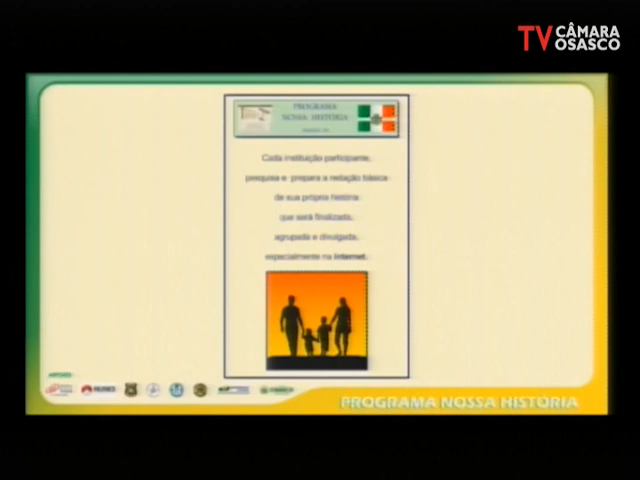 TV CÂMARA
OSASCO
PROGRAMA
NOSSA HISTÓRIA
Cada instituição participante,
pesquisa e prepara a redação básica
de sua própria história
que será finalizada,
agrupada e divulgada,
especialmente na internet.
APOIO:
PROGRAMA NOSSA HISTÓRIA